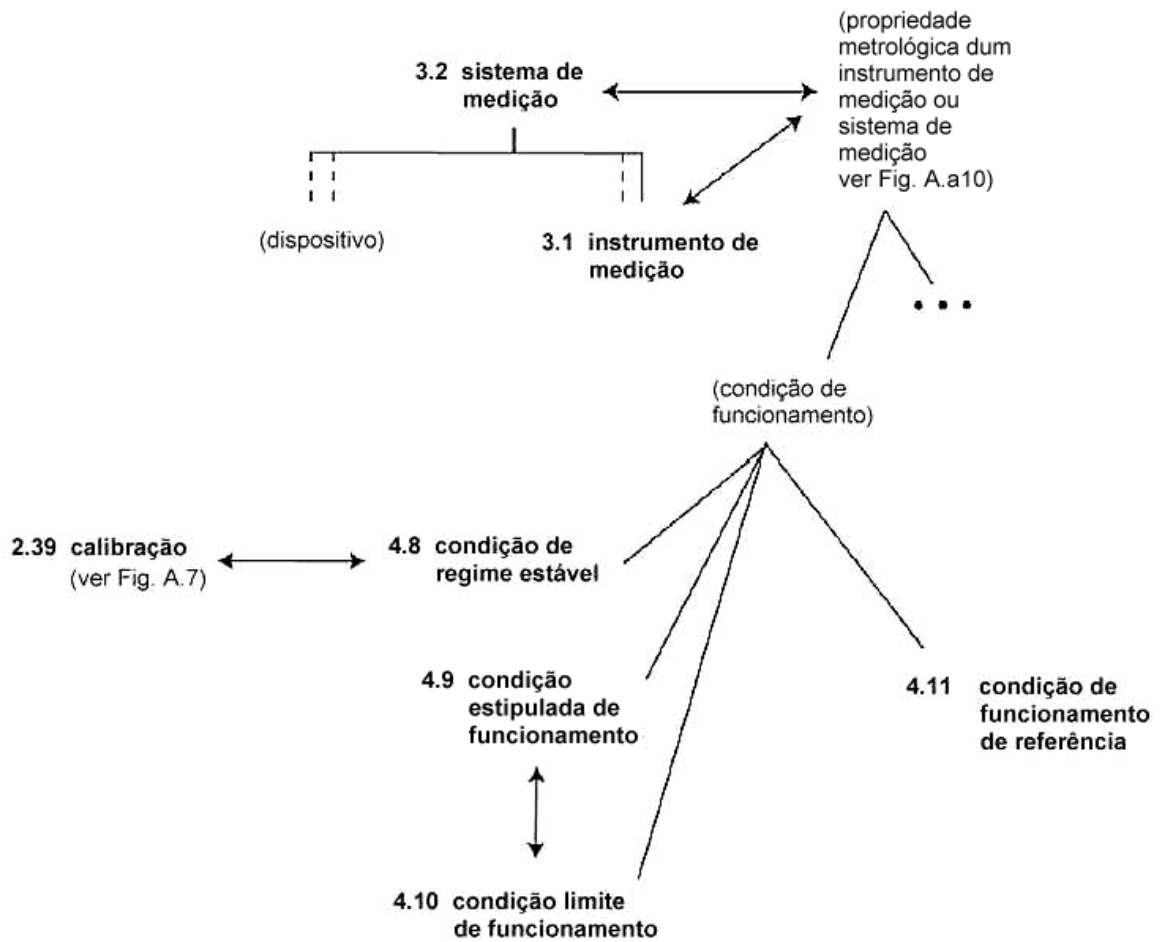 (propriedade
metrológica dum
instrumento de
medição ou
sistema de
medição
ver Fig. A.a10)
3.2 sistema de
medição
(dispositivo)
3.1 instrumento de
medição
• • •
(condição de
funcionamento)
2.39 calibração
(ver Fig. A.7)
4.8 condição de
regime estável
4.9 condição
estipulada de
funcionamento
4.11 condição de
funcionamento
de referência
4.10 condição limite
de funcionamento